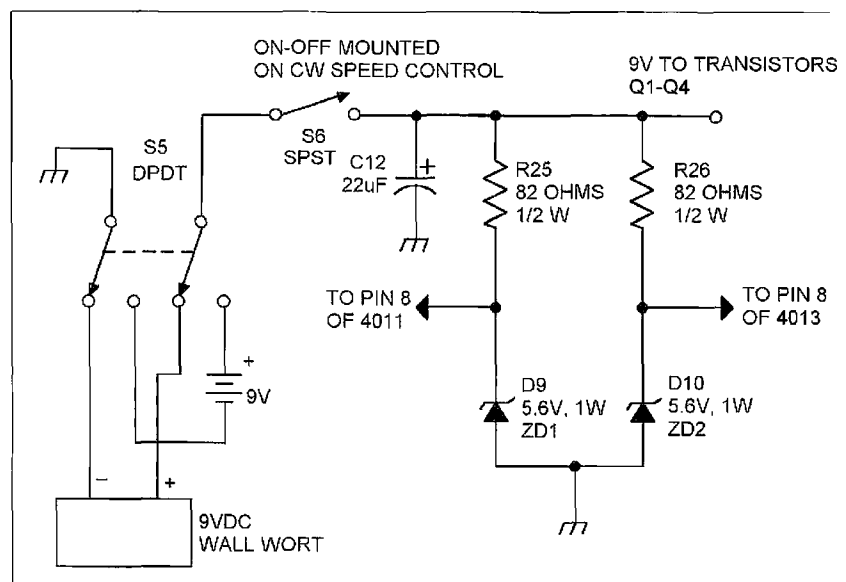 ON-OFF MOUNTED
ON CW SPEED CONTROL
9V TO TRANSISTORS
Q1-Q4
S5
DPDT
S6
SPST
C12
22uF
+
R25
82 OHMS
1/2 W
R26
82 OHMS
1/2 W
TO PIN 8
OF 4011
TO PIN 8
OF 4013
+
9V
D9
5.6V, 1W
ZD1
D10
5.6V, 1W
ZD2
− +
9VDC
WALL WORT